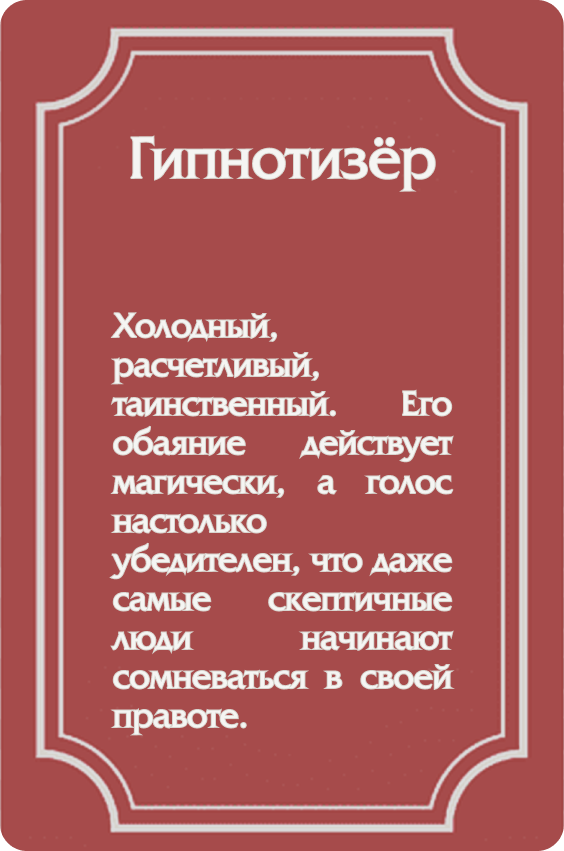 Гипнотизёр
Холодный,
расчетливый,
таинственный. Его
обаяние действует
магически, а голос
настолько
убедителен, что даже
самые скептичные
люди начинают
сомневаться в своей
правоте.